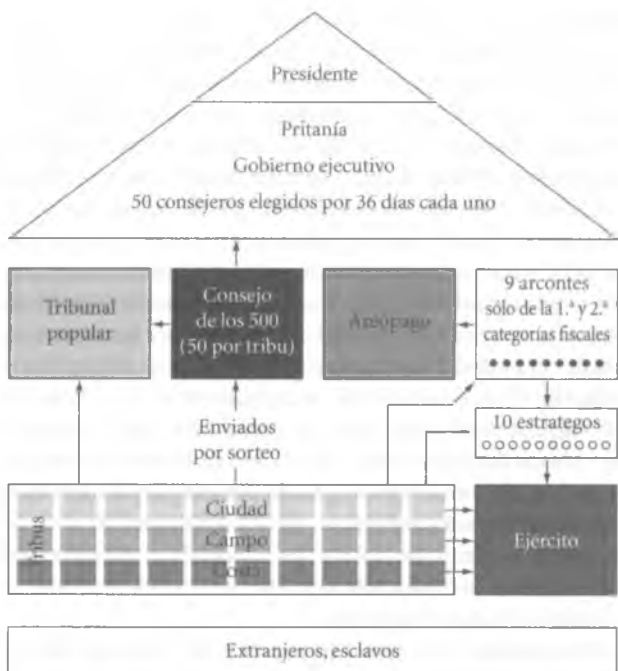 Presidente
Pritanía
Gobierno ejecutivo
50 consejeros elegidos por 36 días cada uno
Tribunal
popular
Consejo
de los 500
(50 por tribu)
Areópago
9 arcontes
sólo de la 1.ª y 2.ª
categorías fiscales
Enviados
por sorteo
10 estrategos
Tribus
Ciudad
Campo
Costa
Ejército
Extranjeros, esclavos